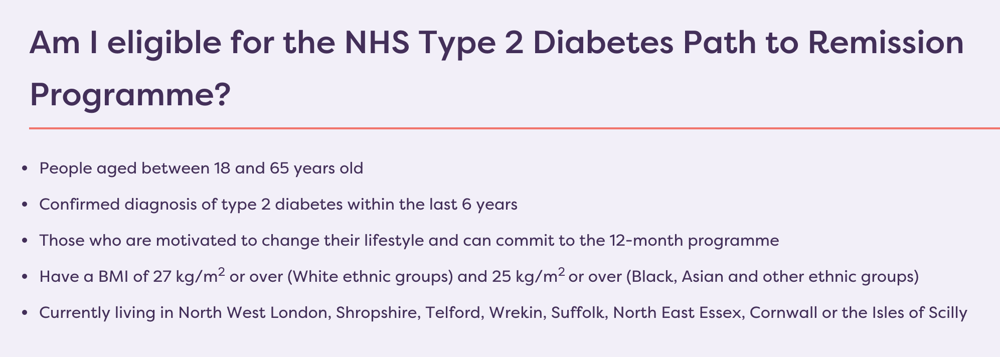 Am I eligible for the NHS Type 2 Diabetes Path to Remission
Programme?
• People aged between 18 and 65 years old
• Confirmed diagnosis of type 2 diabetes within the last 6 years
• Those who are motivated to change their lifestyle and can commit to the 12-month programme
• Have a BMI of 27 kg/m² or over (White ethnic groups) and 25 kg/m² or over (Black, Asian and other ethnic groups)
• Currently living in North West London, Shropshire, Telford, Wrekin, Suffolk, North East Essex, Cornwall or the Isles of Scilly